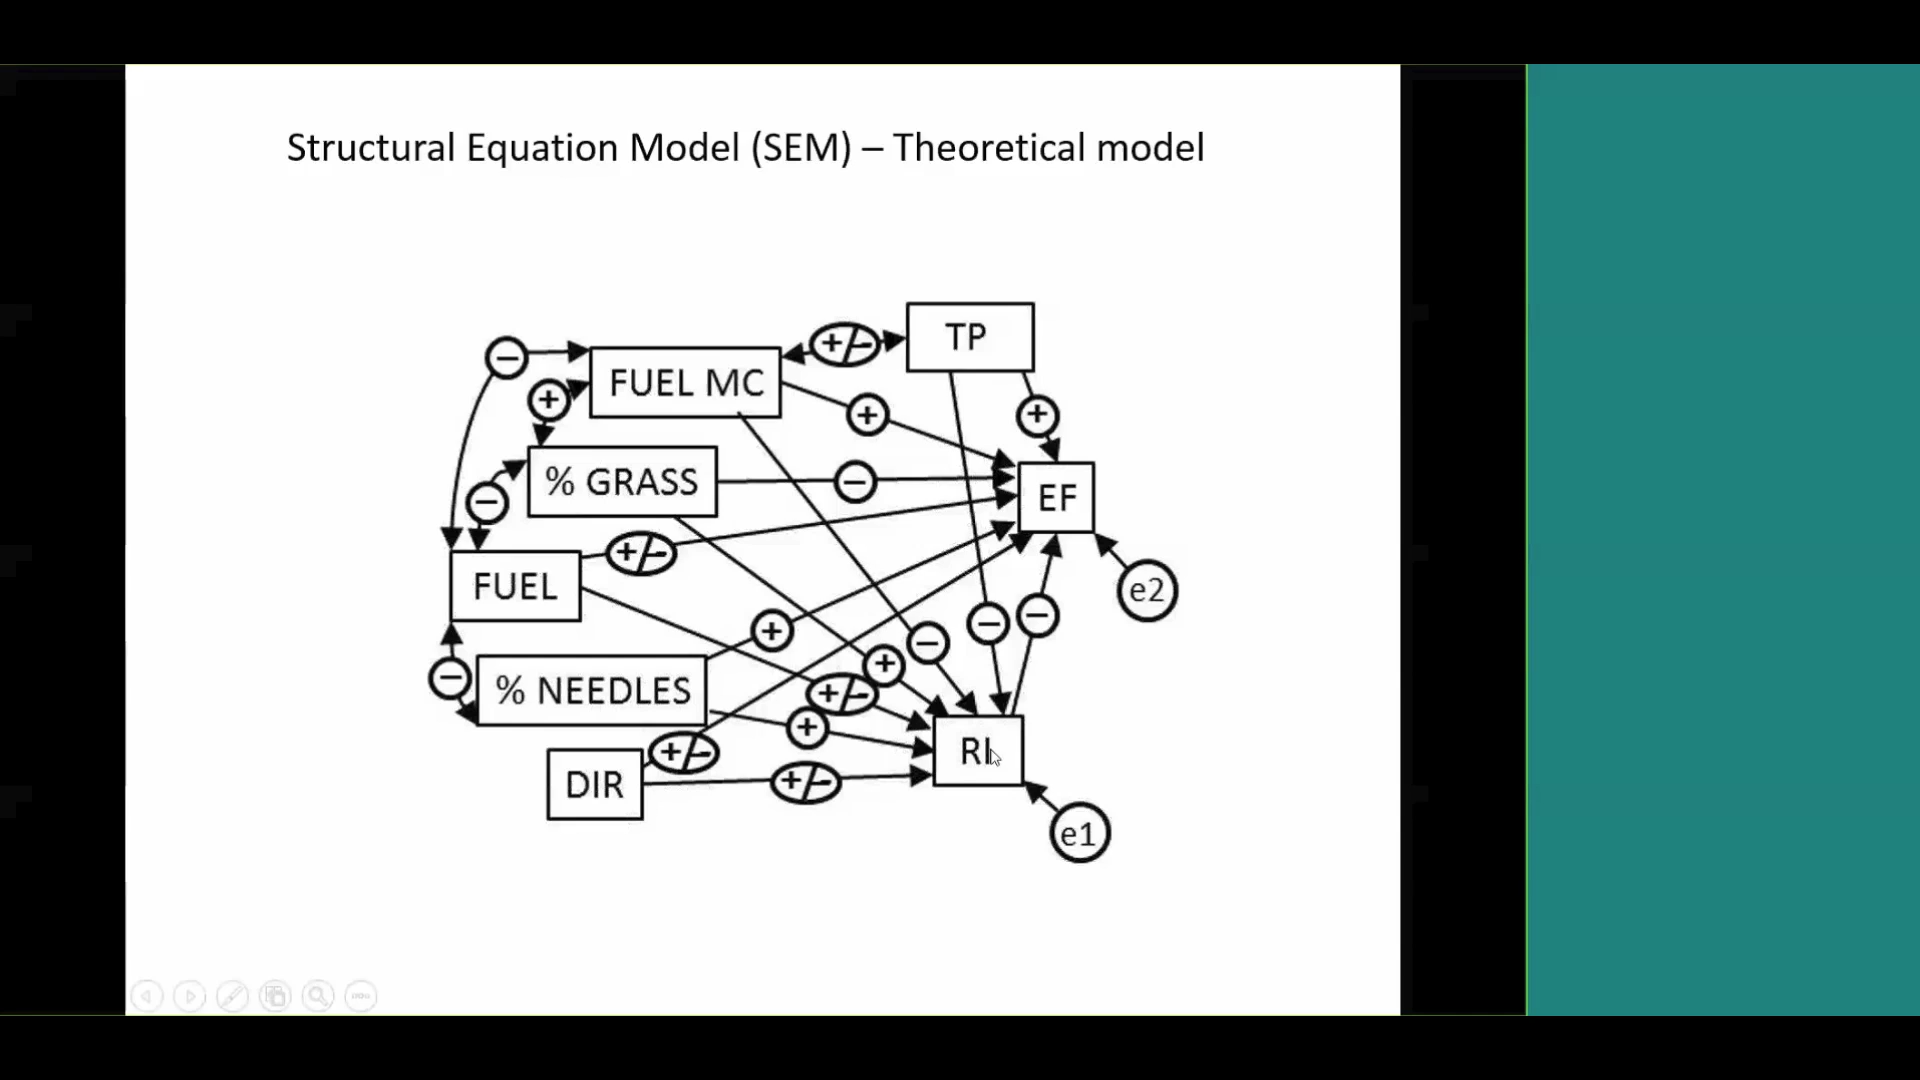 Structural Equation Model (SEM) – Theoretical model
TP
+/–
–
FUEL MC
+
+
+
% GRASS
–
EF
–
+/–
FUEL
e2
–
–
+
–
+
–
% NEEDLES
+/–
+
RI
+/–
DIR
+/–
e1